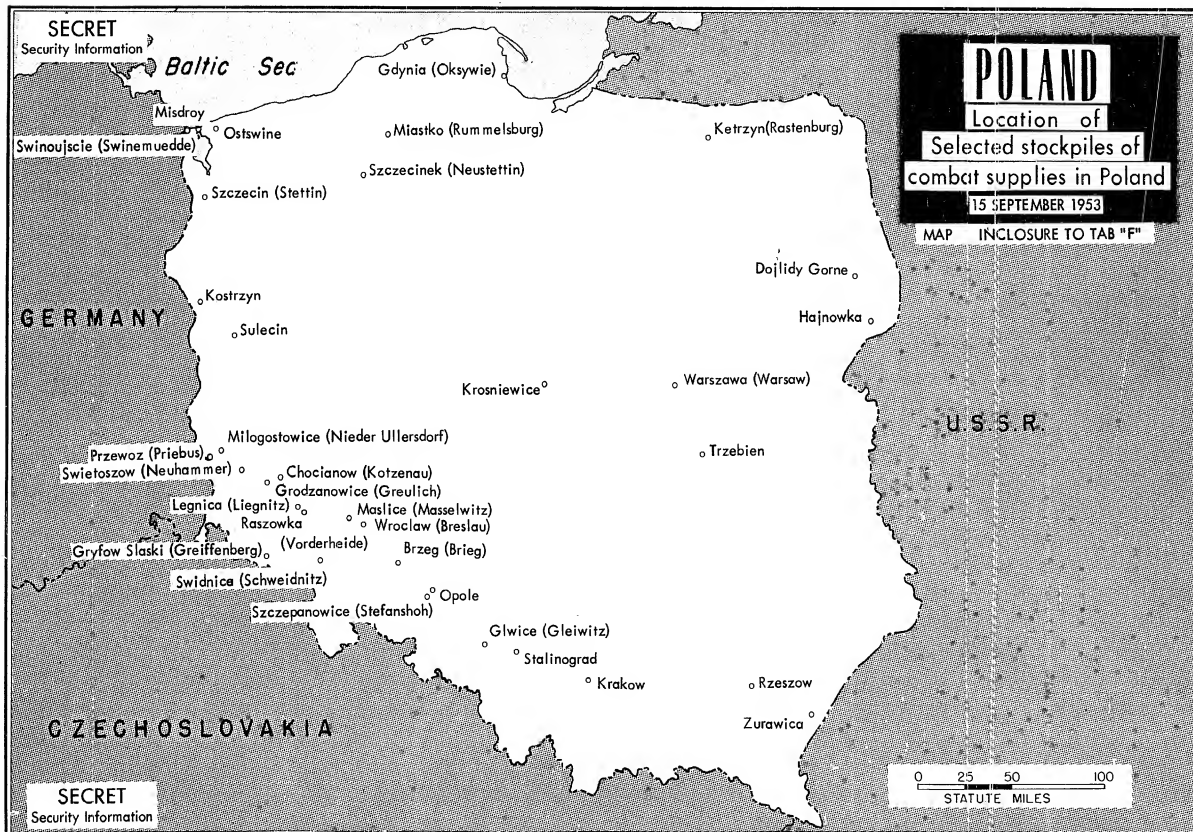 SECRET
Security Information
Baltic Sec
Gdynia (Oksywie)
POLAND
Location of
Selected stockpiles of
combat supplies in Poland
15 SEPTEMBER 1953
MAP INCLOSURE TO TAB "F"
Misdroy
Ostswine
Swinoujscie (Swinemuedde)
Miastko (Rummelsburg)
Ketrzyn(Rastenburg)
Szczecinek (Neustettin)
Szczecin (Stettin)
Dojlidy Gorne
Kostrzyn
GERMANY
Hajnowka
Sulecin
Krosniewice
Warszawa (Warsaw)
U.S.S.R.
Milogostowice (Nieder Ullersdorf)
Przewoz (Priebus)
Trzebien
Swietoszow (Neuhammer)
Chocianow (Kotzenau)
Grodzanowice (Greulich)
Legnica (Liegnitz)
Maslice (Masselwitz)
Raszowka
(Vorderheide)
Wroclaw (Breslau)
Gryfow Slaski (Greiffenberg)
Brzeg (Brieg)
Swidnica (Schweidnitz)
Opole
Szczepanowice (Stefanshoh)
Glwice (Gleiwitz)
Stalinograd
Krakow
Rzeszow
Zurawica
CZECHOSLOVAKIA
0 25 50 100
STATUTE MILES
SECRET
Security Information